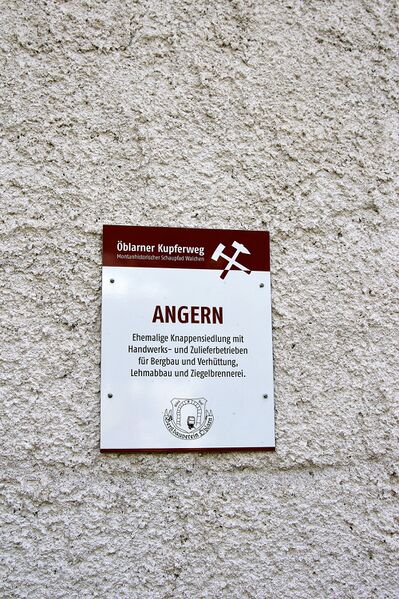 Öblarner Kupferweg
Montanhistorischer Schaupfad Walchen
ANGERN
Ehemalige Knappensiedlung mit
Handwerks- und Zulieferbetrieben
für Bergbau und Verhüttung,
Lehmabbau und Ziegelbrennerei.